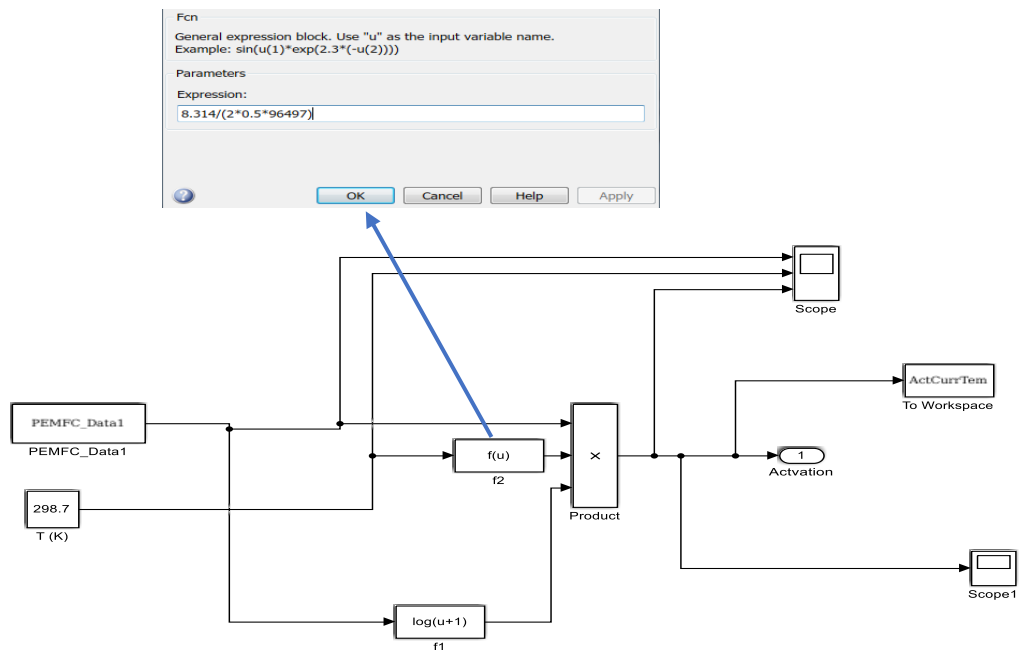 Fcn
General expression block. Use "u" as the input variable name.
Example: sin(u(1)*exp(2.3*(-u(2))))
Parameters
Expression:
8.314/(2*0.5*96497)
?
OK
Cancel
Help
Apply
Scope
ActCurrTem
To Workspace
PEMFC_Data1
PEMFC_Data1
f(u)
f2
X
Product
1
Actvation
298.7
T (K)
Scope1
log(u+1)
f1